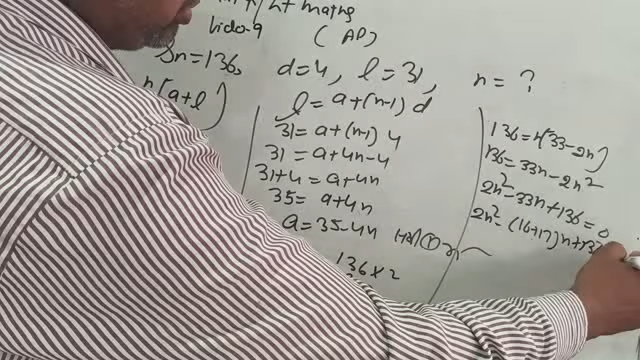 maths
Vido-9
(AP)
Sn=136,
d=4, l=31,
n=?
n(a+l)
l=a+(n-1)d
31=a+(n-1)4
31=a+4n-4
31+4=a+4n
35=a+4n
a=35-4n
136×2
136=n(33-2n)
136=33n-2n²
2n²-33n+136=0
2n²-(16+17)n+136